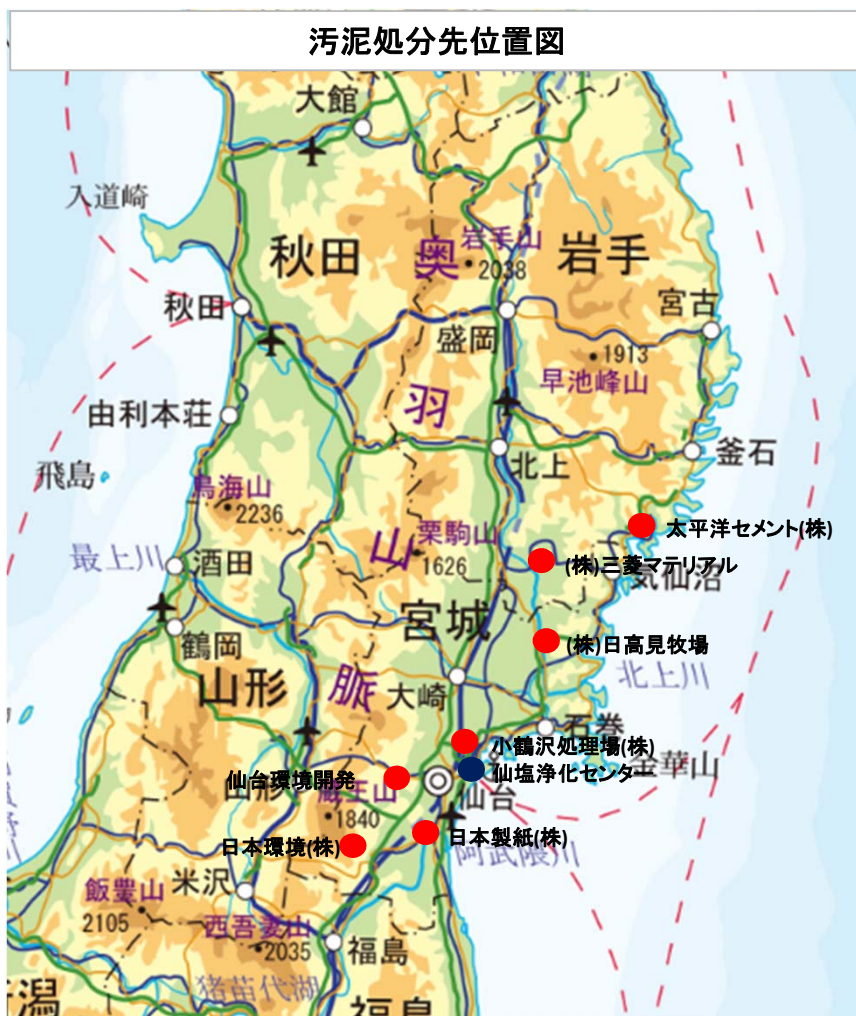 汚泥処分先位置図
大館
入道崎
秋田
奥
岩手山
2038
岩手
秋田
盛岡
宮古
1913
早池峰山
羽
由利本荘
北上
釜石
飛島
鳥海山
2236
太平洋セメント(株)
山
栗駒山
1626
最上川
酒田
(株)三菱マテリアル
気仙沼
宮城
鶴岡
(株)日高見牧場
北上川
山形
脈
大崎
石巻
小鶴沢処理場(株)
金華山
仙塩浄化センター
仙台環境開発
山形
蔵王山
仙台
1840
日本環境(株)
日本製紙(株)
阿武隈川
飯豊山
米沢
2105
西吾妻山
2035
福島
猪苗代湖
福島